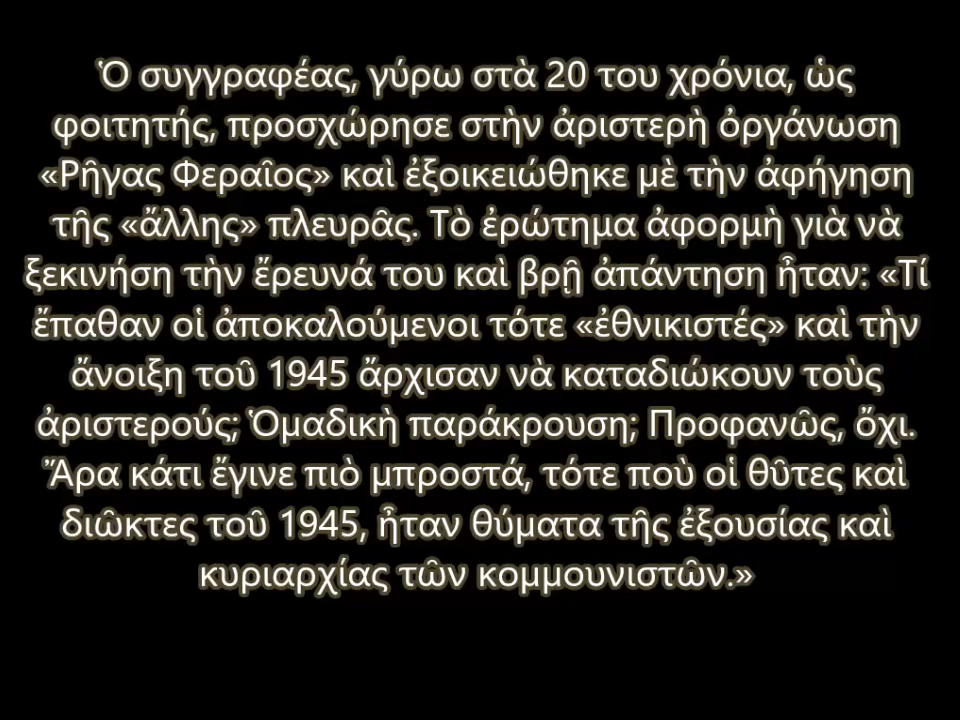 Ὁ συγγραφέας, γύρω στὰ 20 του χρόνια, ὡς
φοιτητής, προσχώρησε στὴν ἀριστερὴ ὀργάνωση
«Ρῆγας Φεραῖος» καὶ ἐξοικειώθηκε μὲ τὴν ἀφήγηση
τῆς «ἄλλης» πλευρᾶς. Τὸ ἐρώτημα ἀφορμὴ γιὰ νὰ
ξεκινήση τὴν ἔρευνά του καὶ βρῇ ἀπάντηση ἦταν: «Τί
ἔπαθαν οἱ ἀποκαλούμενοι τότε «ἐθνικιστές» καὶ τὴν
ἄνοιξη τοῦ 1945 ἄρχισαν νὰ καταδιώκουν τοὺς
ἀριστερούς; Ὁμαδικὴ παράκρουση; Προφανῶς, ὄχι.
Ἄρα κάτι ἔγινε πιὸ μπροστά, τότε ποὺ οἱ θῦτες καὶ
διῶκτες τοῦ 1945, ἦταν θύματα τῆς ἐξουσίας καὶ
κυριαρχίας τῶν κομμουνιστῶν.»